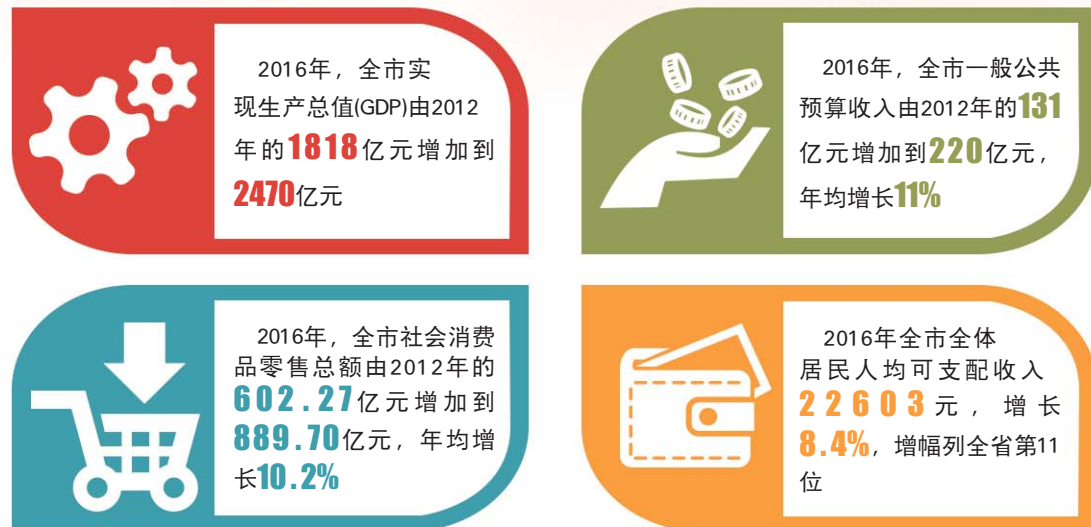 2016年，全市实
现生产总值(GDP)由2012
年的1818亿元增加到
2470亿元
2016年，全市一般公共
预算收入由2012年的131
亿元增加到220亿元，
年均增长11%
2016年，全市社会消费
品零售总额由2012年的
602.27亿元增加到
889.70亿元，年均增
长10.2%
2016年全市全体
居民人均可支配收入
22603元，增长
8.4%，增幅列全省第11
位